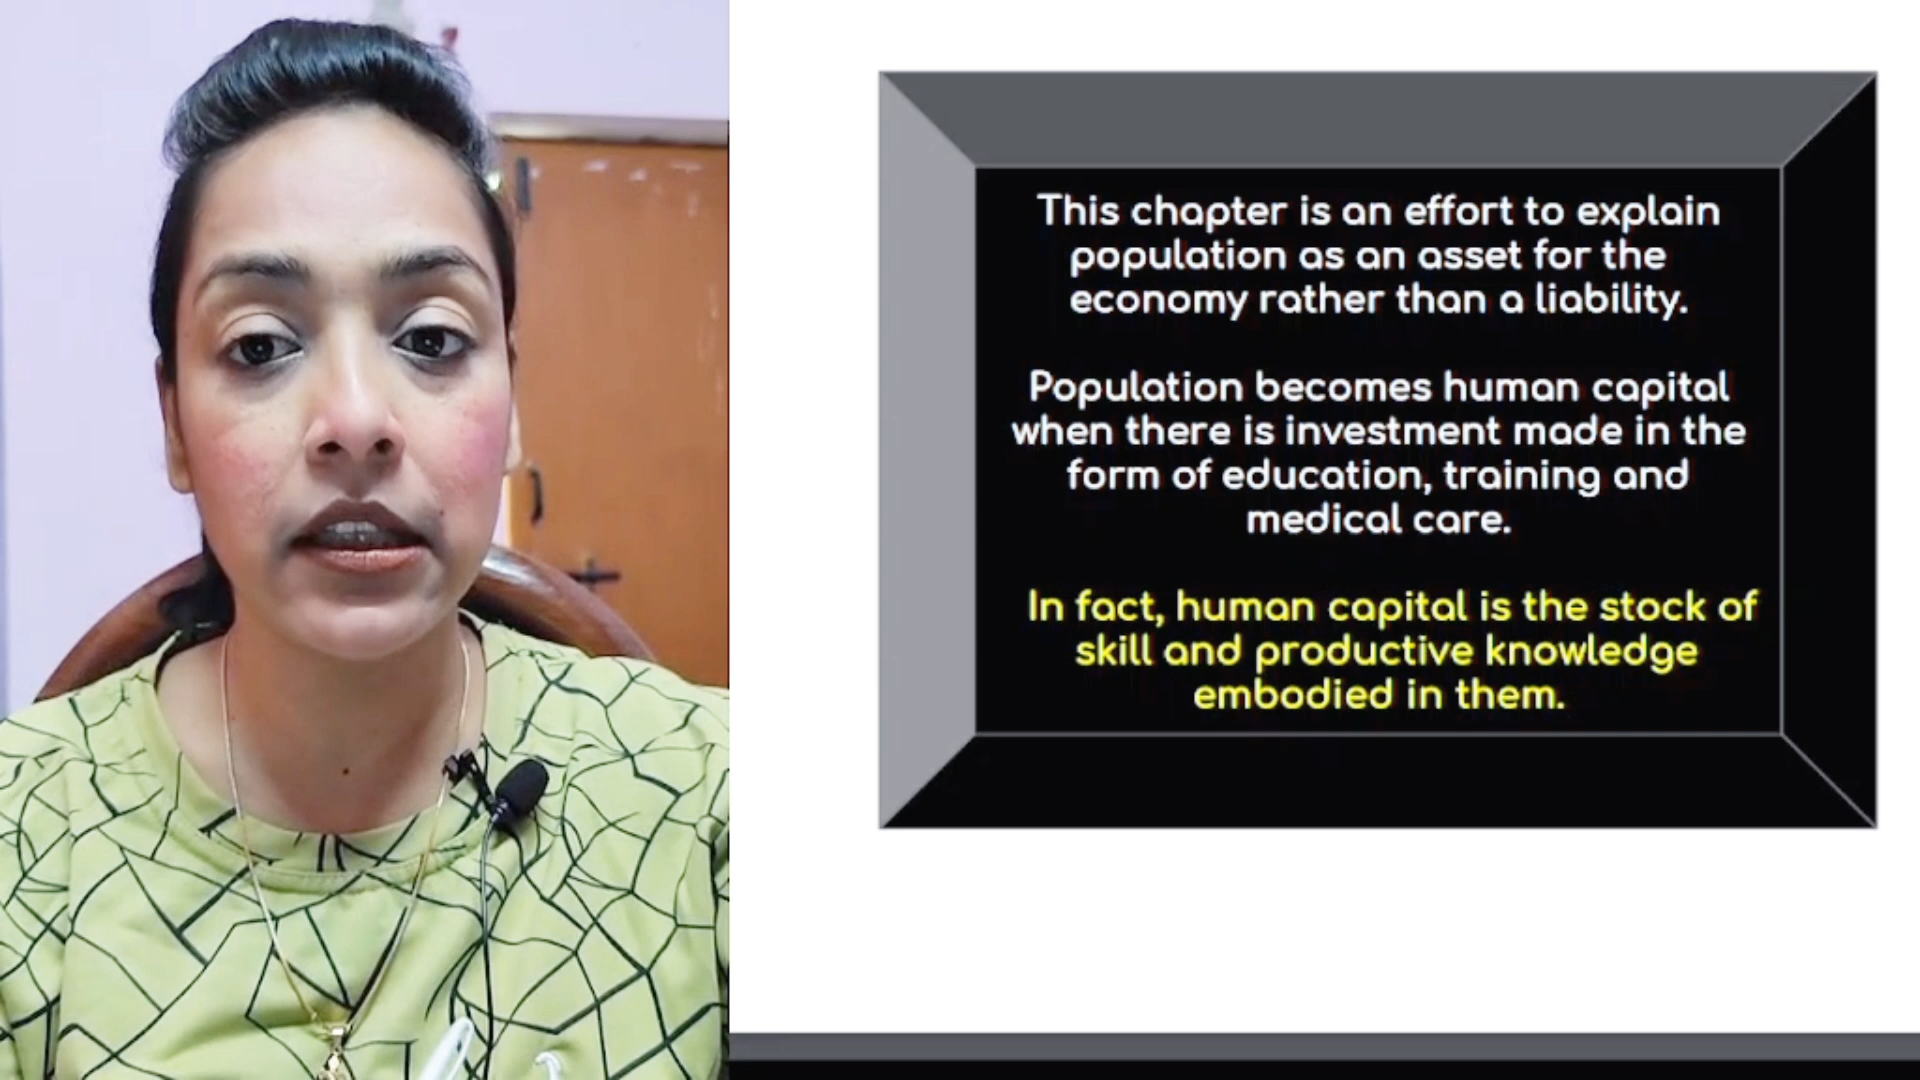 This chapter is an effort to explain
population as an asset for the
economy rather than a liability.
Population becomes human capital
when there is investment made in the
form of education, training and
medical care.
In fact, human capital is the stock of
skill and productive knowledge
embodied in them.